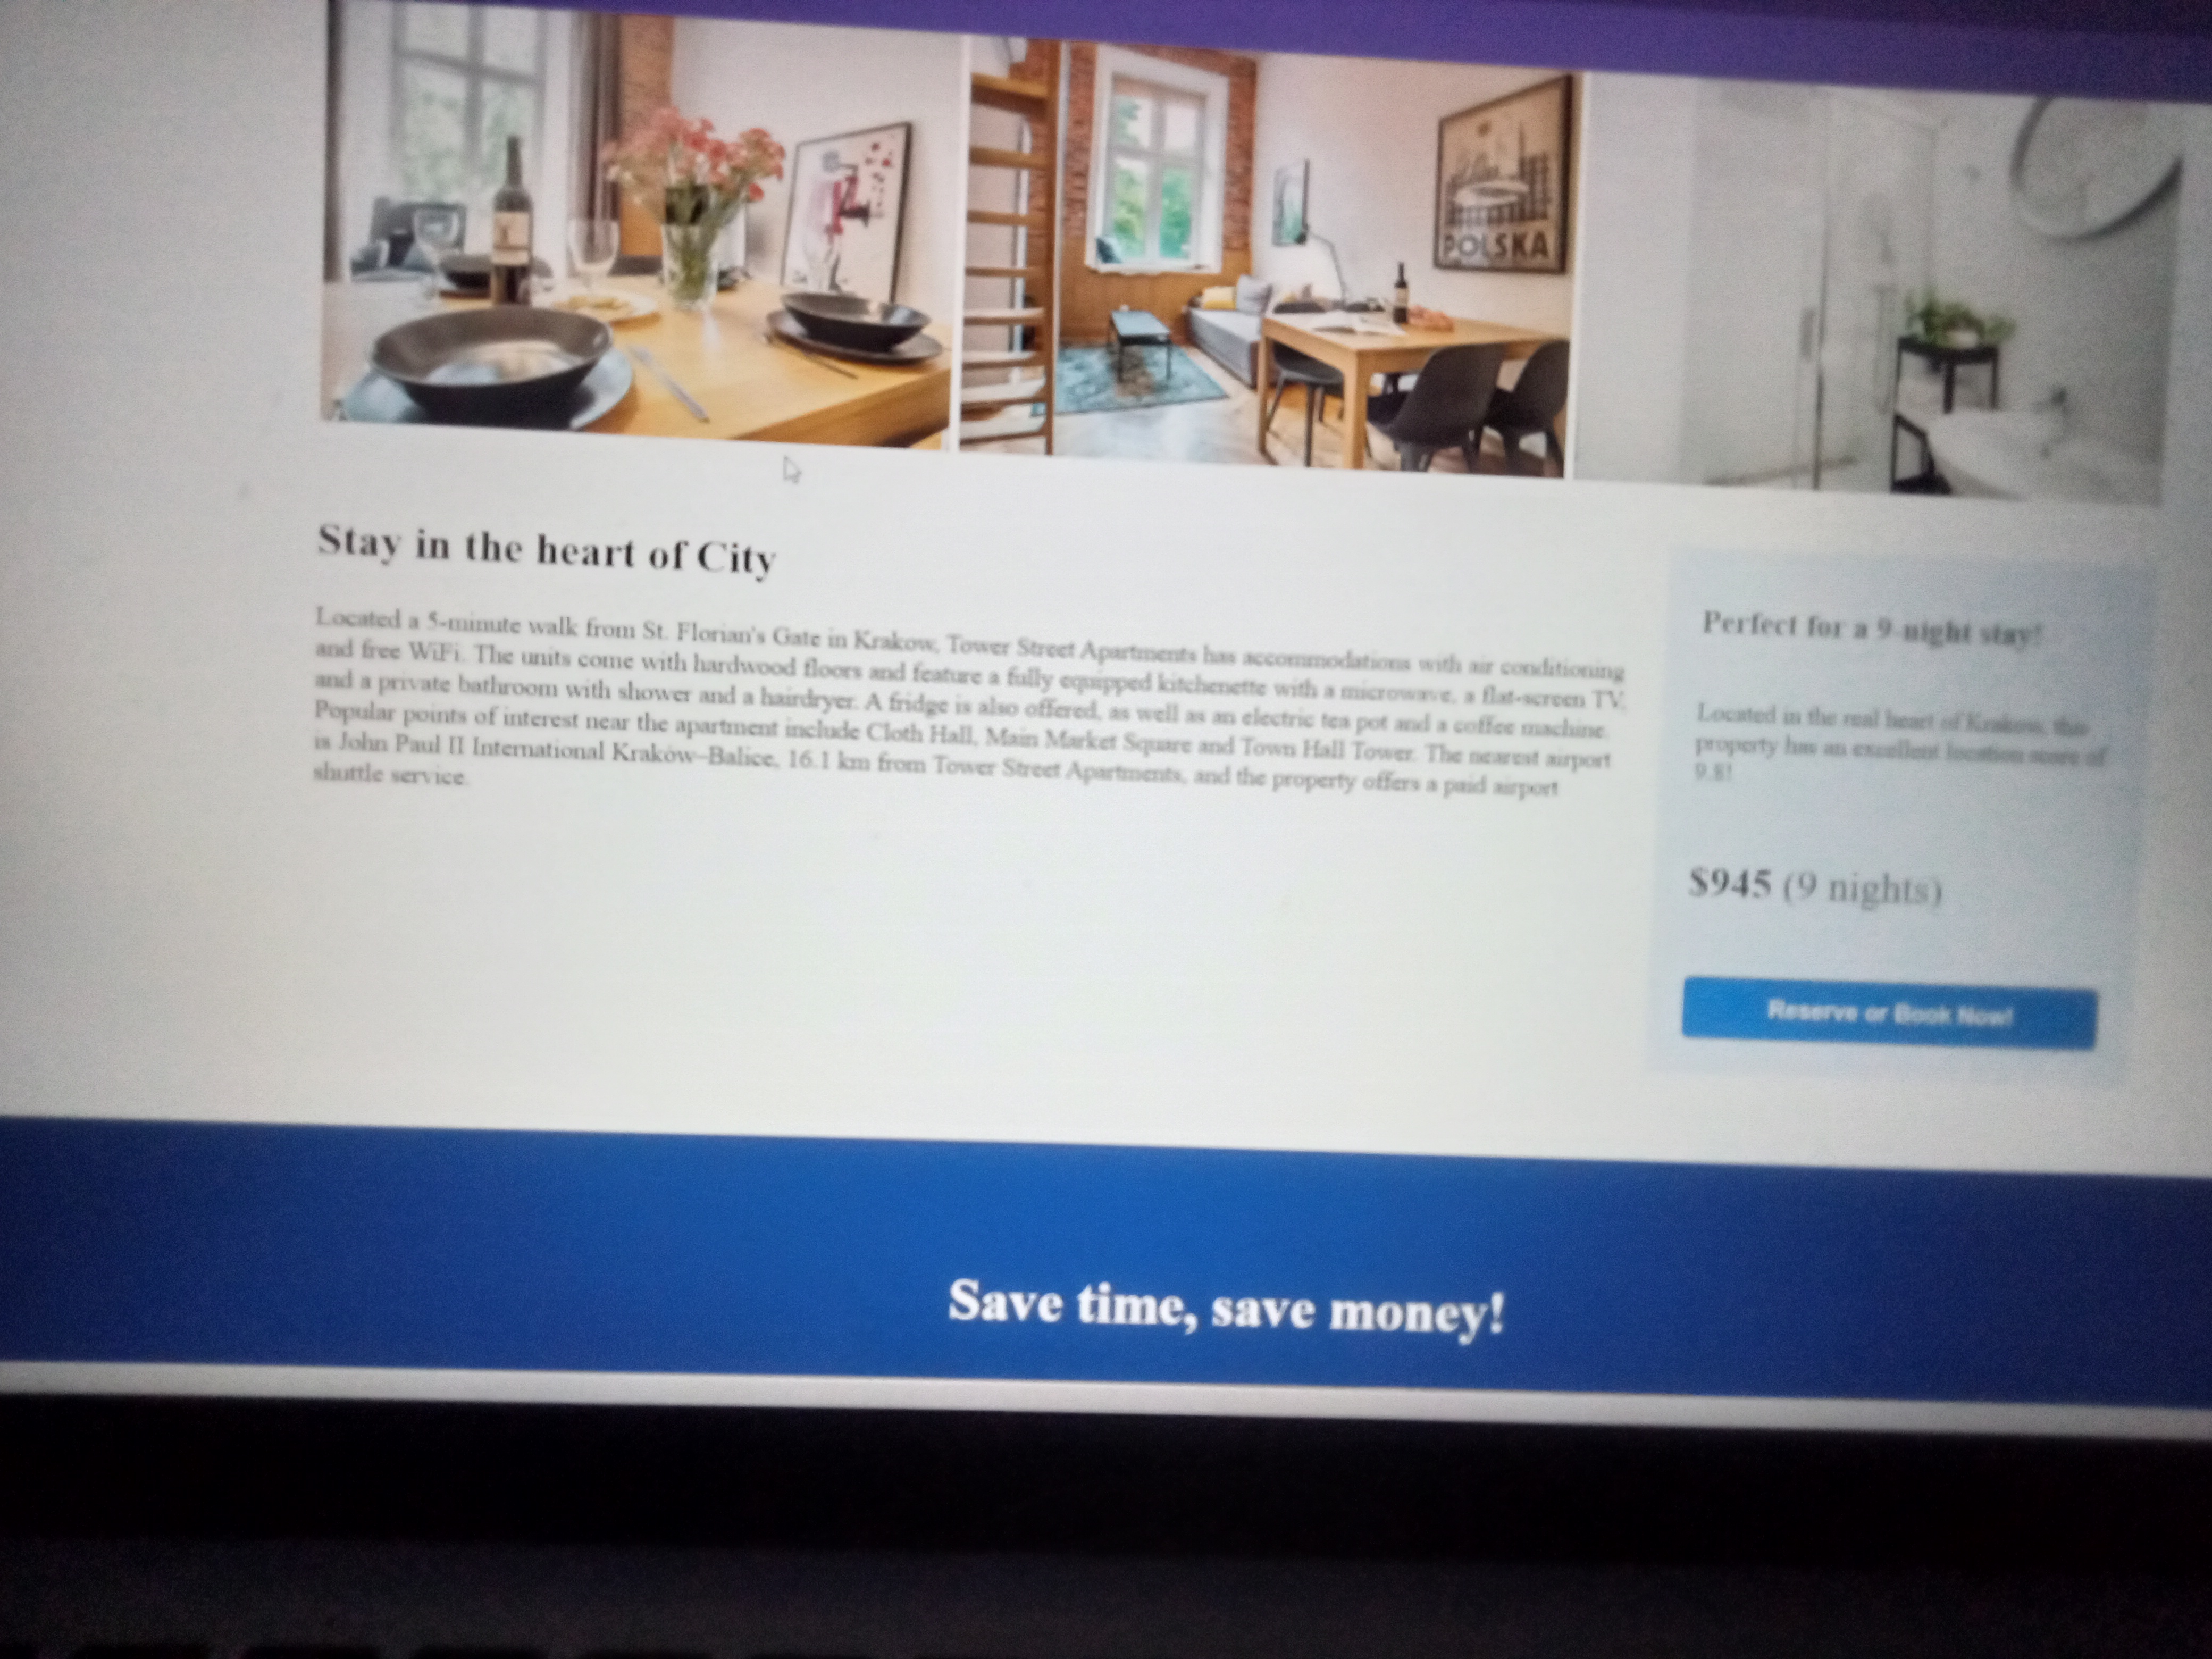 POLSKA
Stay in the heart of City
Located a 5-minute walk from St. Florian's Gate in Krakow, Tower Street Apartments has accommodations with air conditioning
and free WiFi. The units come with hardwood floors and feature a fully equipped kitchenette with a microwave, a flat-screen TV,
and a private bathroom with shower and a hairdryer. A fridge is also offered, as well as an electric tea pot and a coffee machine.
Popular points of interest near the apartment include Cloth Hall, Main Market Square and Town Hall Tower. The nearest airport
is John Paul II International Kraków–Balice, 16.1 km from Tower Street Apartments, and the property offers a paid airport
shuttle service.
Perfect for a 9-night stay!
Located in the real heart of Krakow, this
property has an excellent location score of
9.8!
$945 (9 nights)
Reserve or Book Now!
Save time, save money!